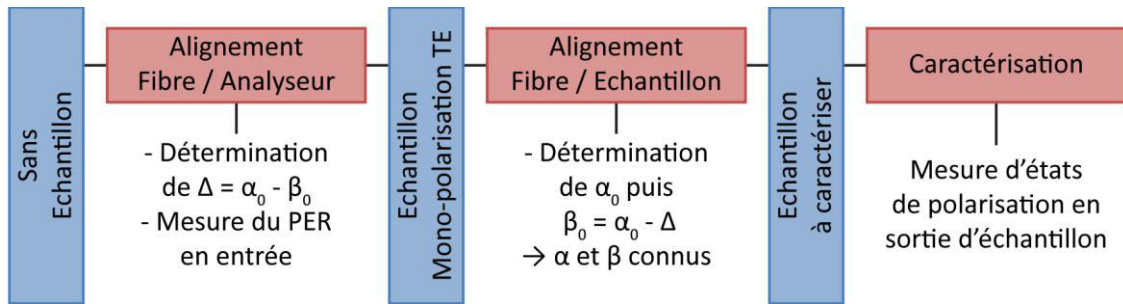 Sans
Echantillon
Alignement
Fibre / Analyseur
- Détermination
de Δ = α₀ - β₀
- Mesure du PER
en entrée
Echantillon
Mono-polarisation TE
Alignement
Fibre / Echantillon
- Détermination
de α₀ puis
β₀ = α₀ - Δ
→ α et β connus
Echantillon
à caractériser
Caractérisation
Mesure d'états
de polarisation en
sortie d'échantillon